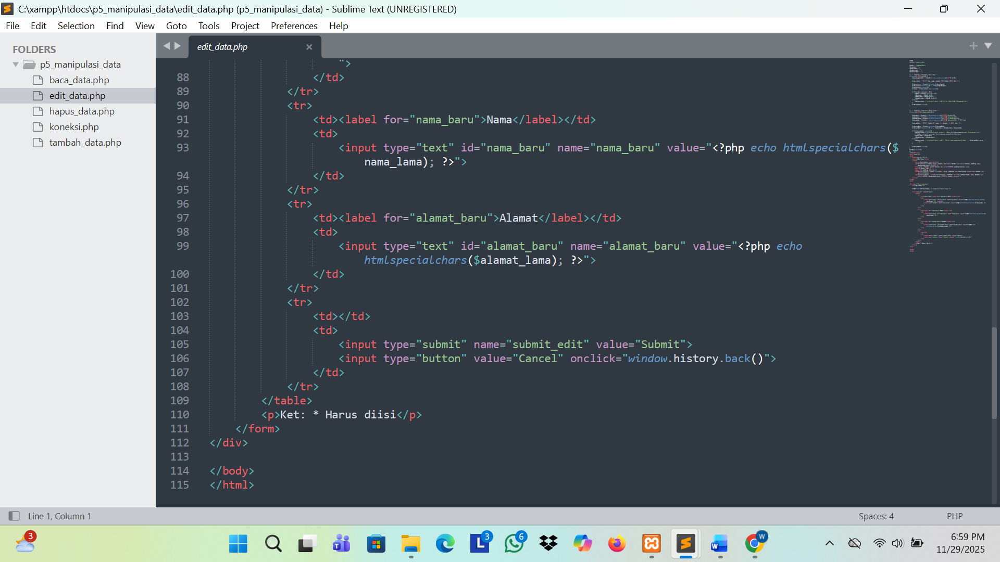 C:\xampp\htdocs\p5_manipulasi_data\edit_data.php (p5_manipulasi_data) - Sublime Text (UNREGISTERED)
File Edit Selection Find View Goto Tools Project Preferences Help
FOLDERS
p5_manipulasi_data
baca_data.php
edit_data.php
hapus_data.php
koneksi.php
tambah_data.php
edit_data.php
">
88 </td>
89 </tr>
90 <tr>
91 <td><label for="nama_baru">Nama</label></td>
92 <td>
93 <input type="text" id="nama_baru" name="nama_baru" value="<?php echo htmlspecialchars($
nama_lama); ?>">
94 </td>
95 </tr>
96 <tr>
97 <td><label for="alamat_baru">Alamat</label></td>
98 <td>
99 <input type="text" id="alamat_baru" name="alamat_baru" value="<?php echo
htmlspecialchars($alamat_lama); ?>">
100 </td>
101 </tr>
102 <tr>
103 <td></td>
104 <td>
105 <input type="submit" name="submit_edit" value="Submit">
106 <input type="button" value="Cancel" onclick="window.history.back()">
107 </td>
108 </tr>
109 </table>
110 <p>Ket: * Harus diisi</p>
111 </form>
112 </div>
113
114 </body>
115 </html>
Line 1, Column 1
Spaces: 4
PHP
3
3
6
W
6:59 PM
11/29/2025